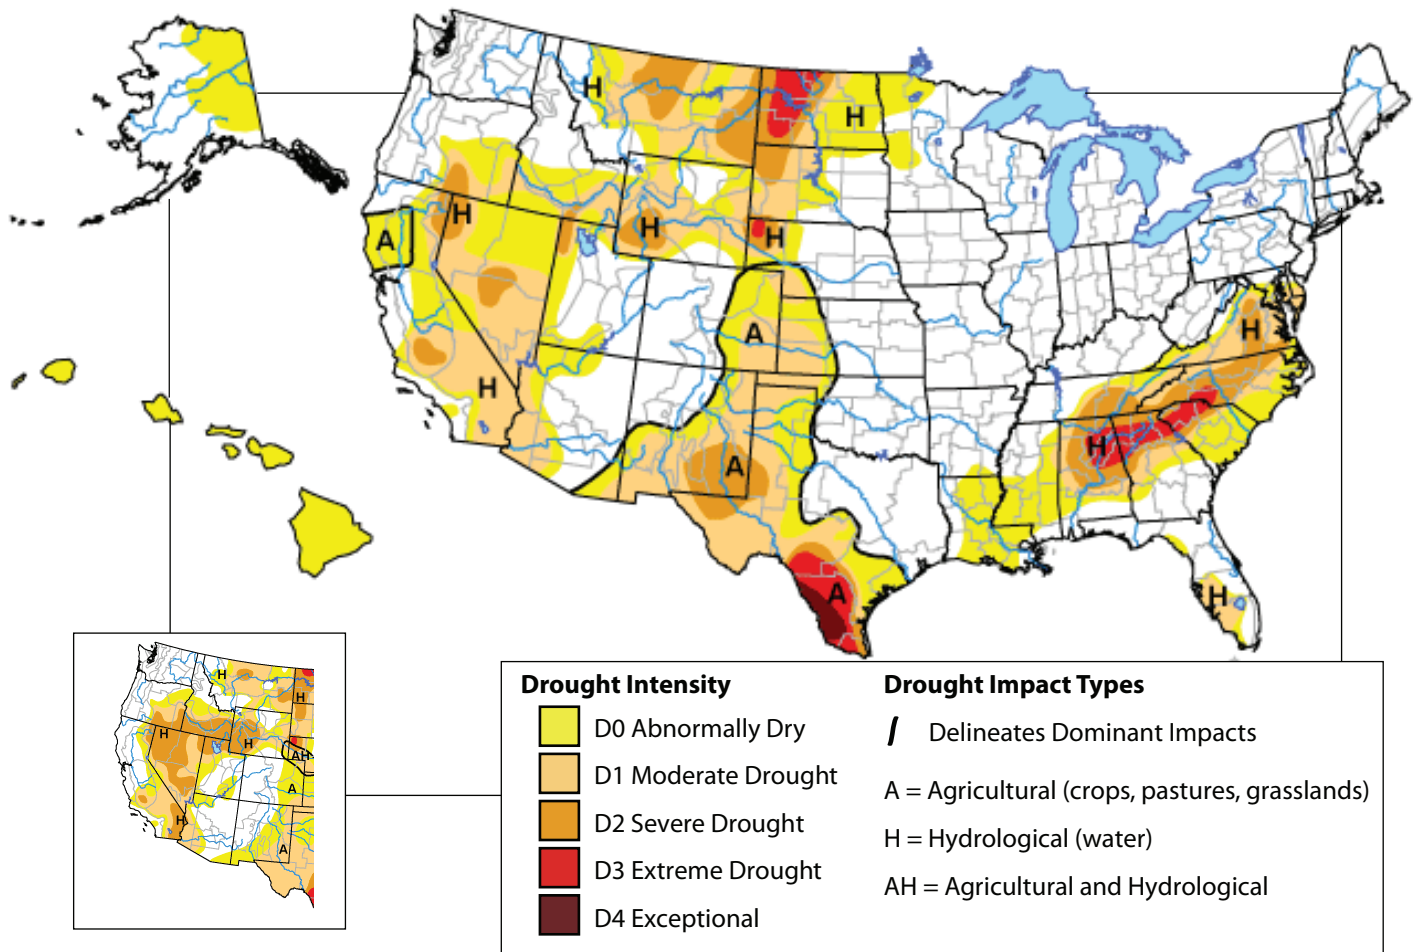 H
H
H
A
H
H
H
A
H
H
A
H
A
H
H
H
H
H
AH
A
H
A
Drought Intensity
D0 Abnormally Dry
D1 Moderate Drought
D2 Severe Drought
D3 Extreme Drought
D4 Exceptional
Drought Impact Types
Delineates Dominant Impacts
A = Agricultural (crops, pastures, grasslands)
H = Hydrological (water)
AH = Agricultural and Hydrological